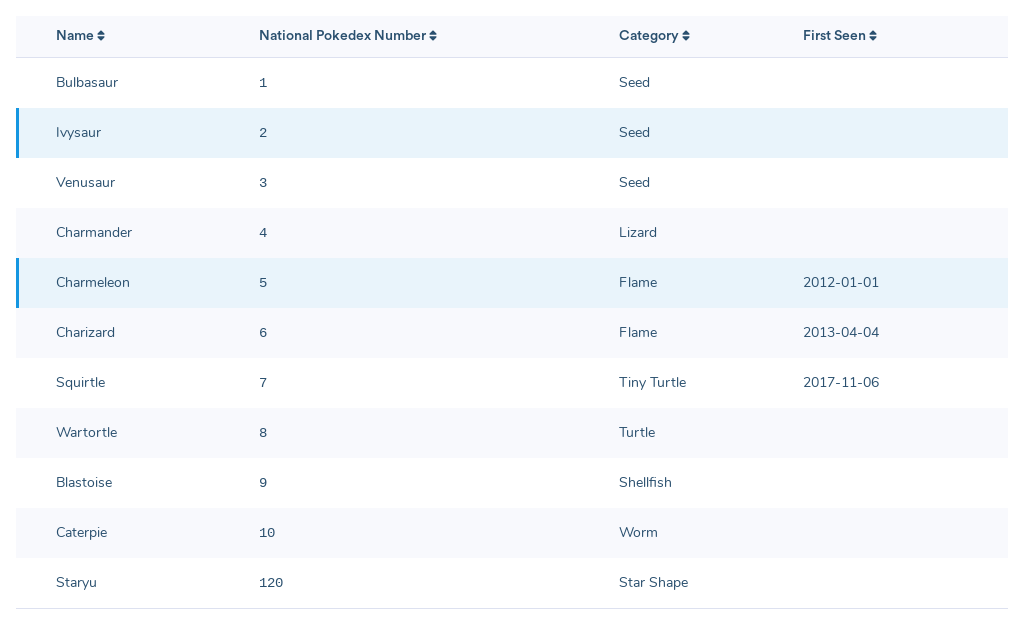 Name National Pokedex Number Category First Seen
Bulbasaur 1 Seed
Ivysaur 2 Seed
Venusaur 3 Seed
Charmander 4 Lizard
Charmeleon 5 Flame 2012-01-01
Charizard 6 Flame 2013-04-04
Squirtle 7 Tiny Turtle 2017-11-06
Wartortle 8 Turtle
Blastoise 9 Shellfish
Caterpie 10 Worm
Staryu 120 Star Shape